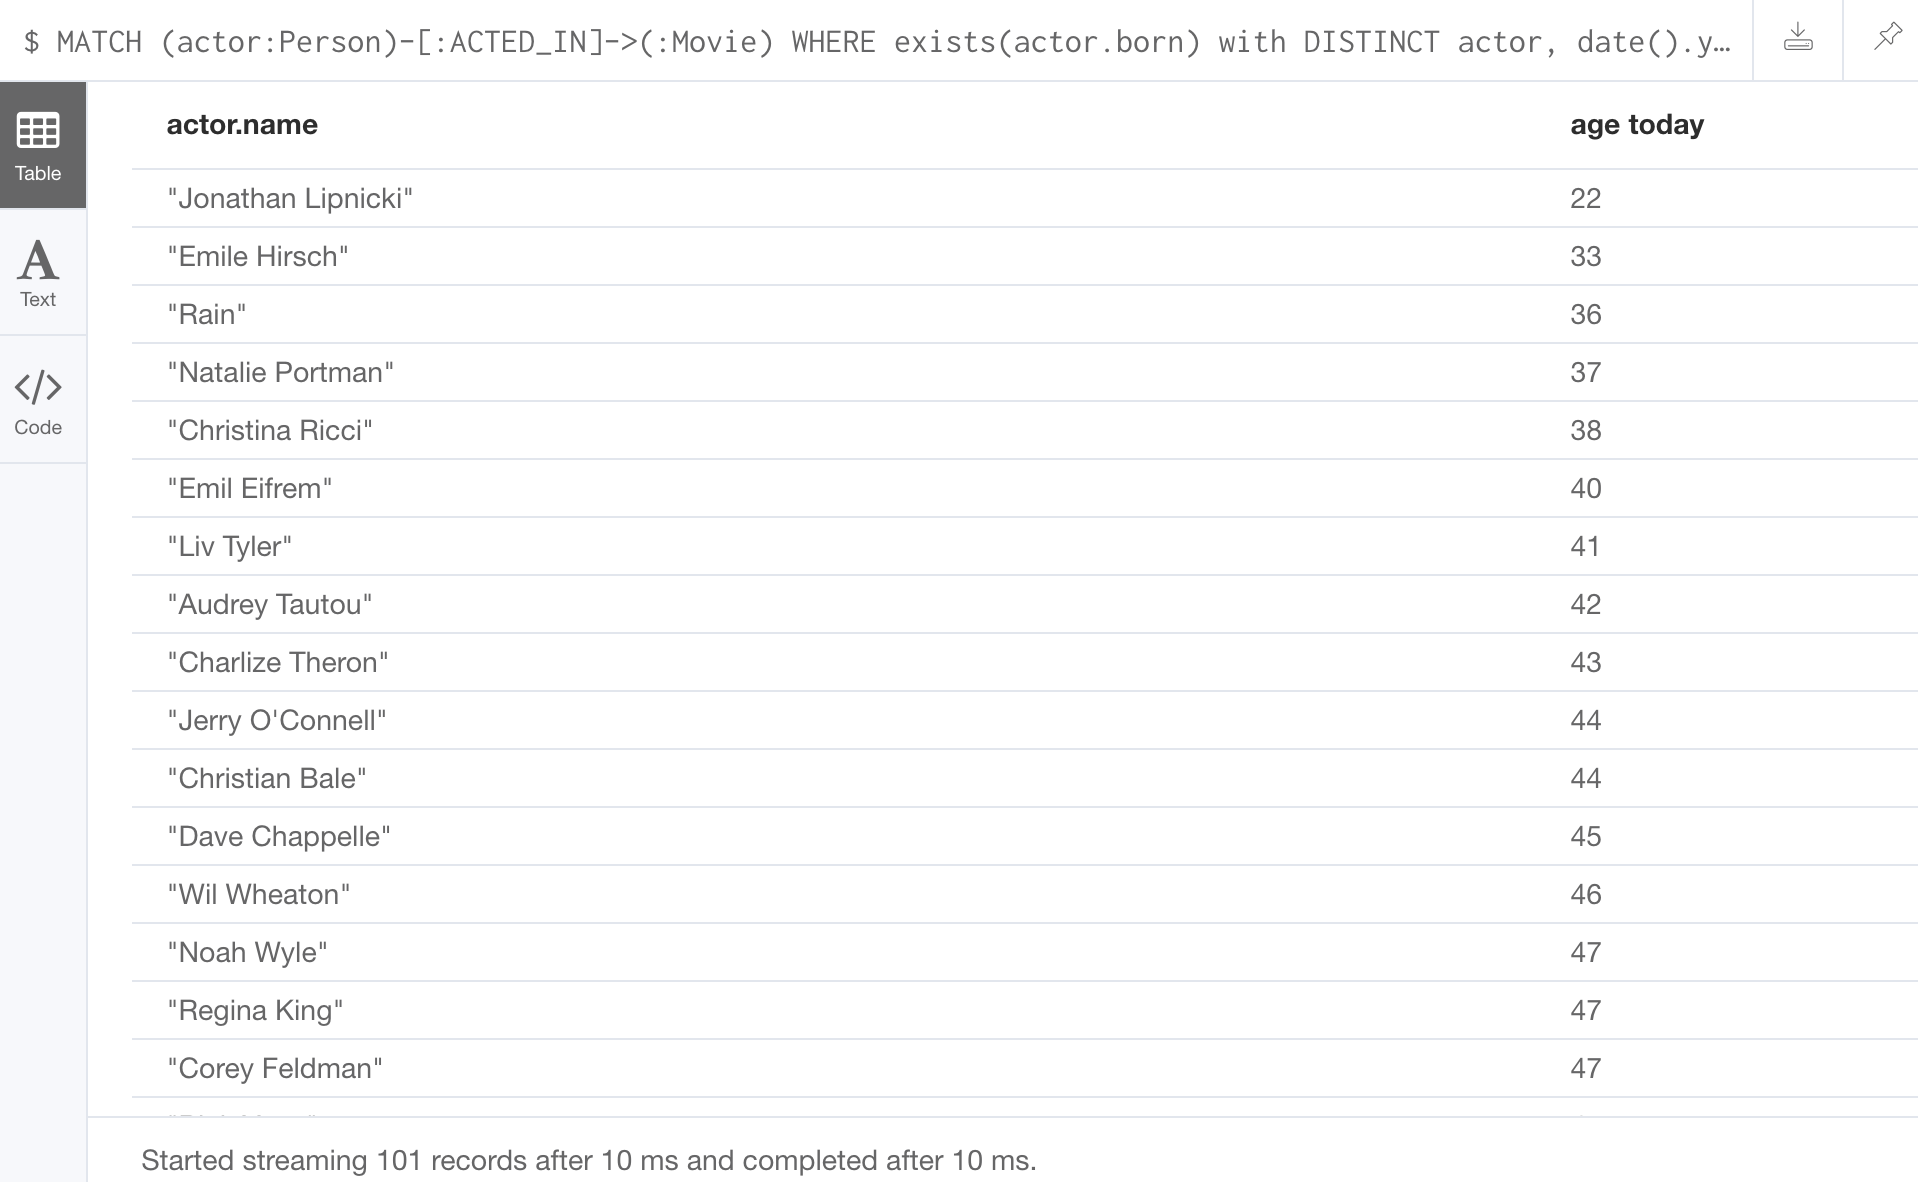 $ MATCH (actor:Person)-[:ACTED_IN]->(:Movie) WHERE exists(actor.born) with DISTINCT actor, date().y…
Table
Text
Code
actor.name age today
"Jonathan Lipnicki" 22
"Emile Hirsch" 33
"Rain" 36
"Natalie Portman" 37
"Christina Ricci" 38
"Emil Eifrem" 40
"Liv Tyler" 41
"Audrey Tautou" 42
"Charlize Theron" 43
"Jerry O'Connell" 44
"Christian Bale" 44
"Dave Chappelle" 45
"Wil Wheaton" 46
"Noah Wyle" 47
"Regina King" 47
"Corey Feldman" 47
Started streaming 101 records after 10 ms and completed after 10 ms.